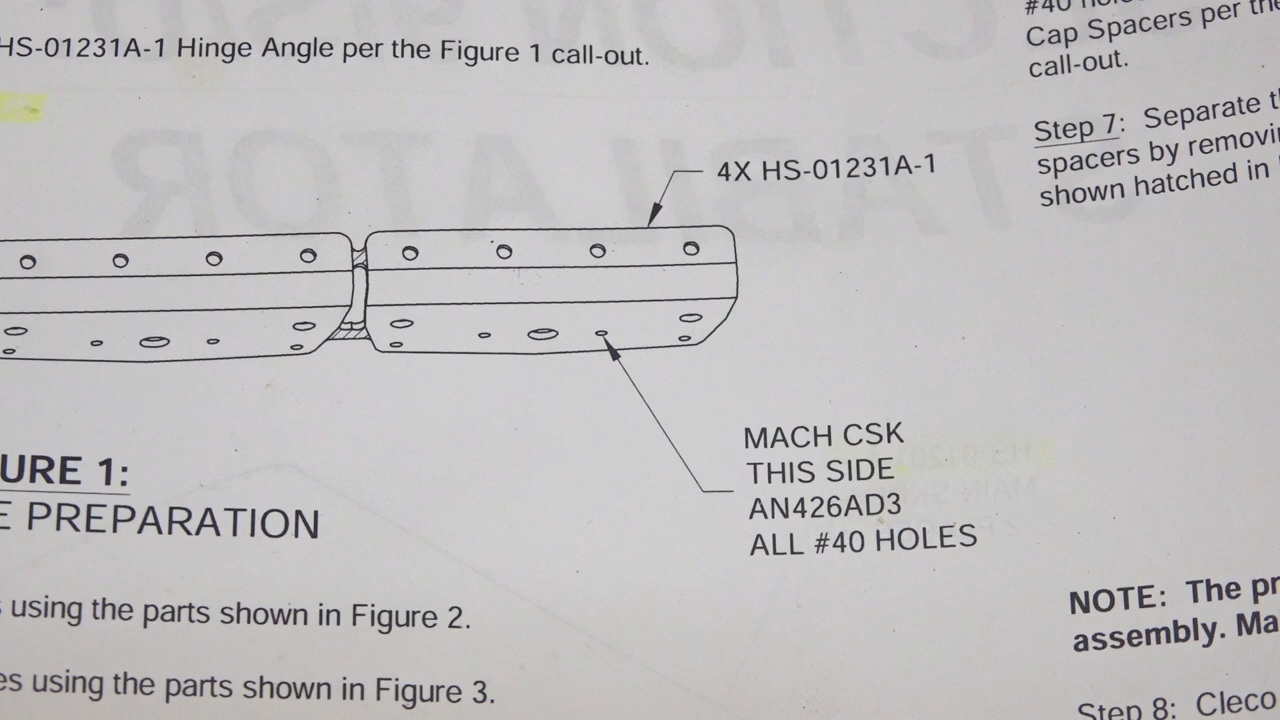 HS-01231A-1 Hinge Angle per the Figure 1 call-out.
4X HS-01231A-1
MACH CSK
THIS SIDE
AN426AD3
ALL #40 HOLES
URE 1:
E PREPARATION
s using the parts shown in Figure 2.
es using the parts shown in Figure 3.
#40
Cap Spacers per the
call-out.
Step 7: Separate
spacers by removi
shown hatched in
NOTE: The pr
assembly. Ma
Step 8: Cleco